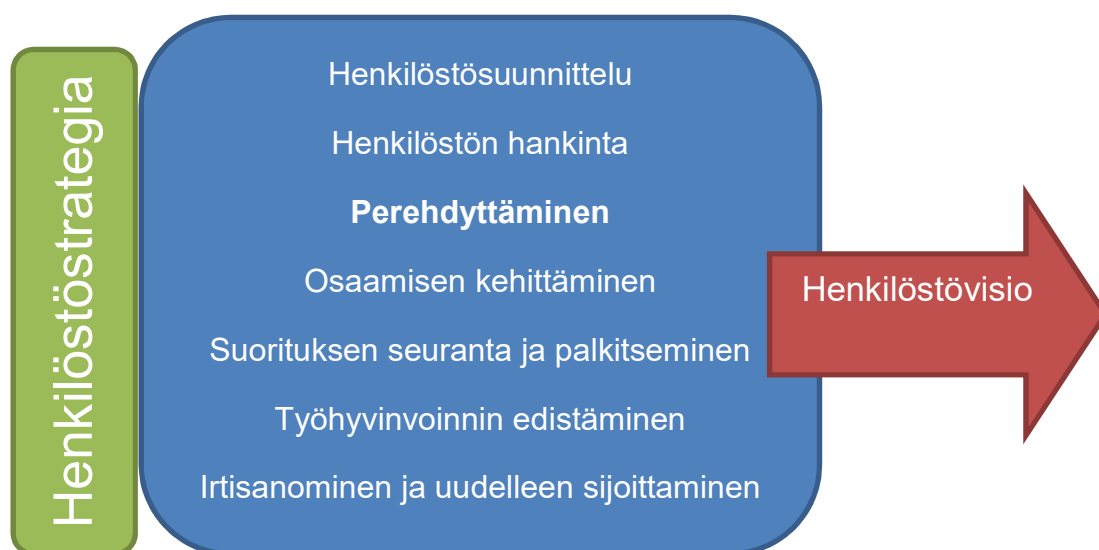 Henkilöstöstrategia
Henkilöstösuunnittelu
Henkilöstön hankinta
Perehdyttäminen
Osaamisen kehittäminen
Suorituksen seuranta ja palkitseminen
Työhyvinvoinnin edistäminen
Irtisanominen ja uudelleen sijoittaminen
Henkilöstövisio